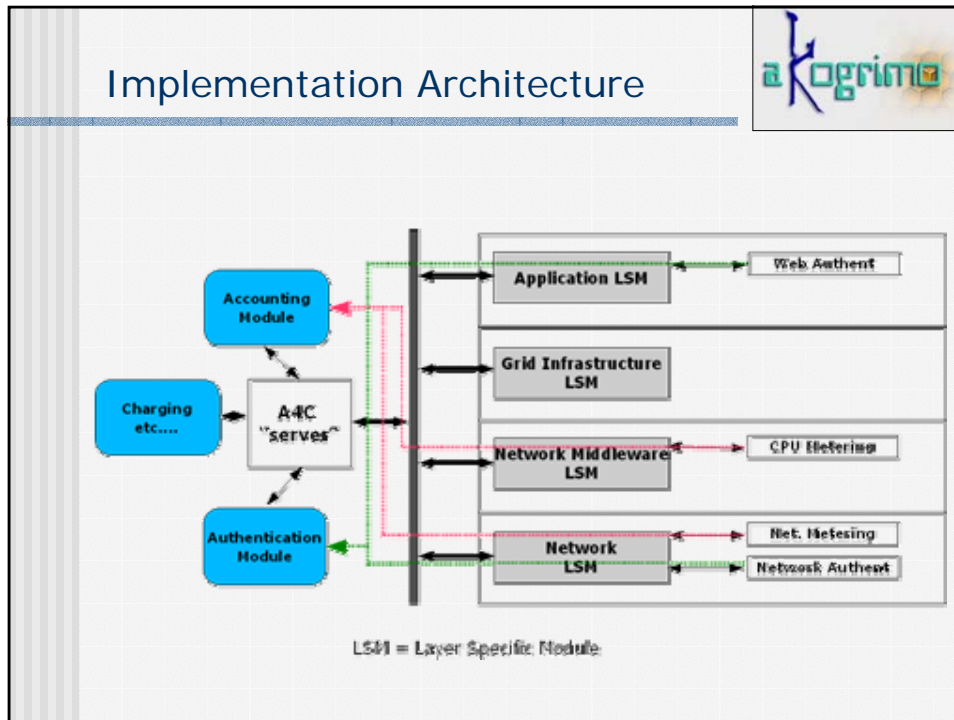 Implementation Architecture
akogrimo
Application LSM
Web Authent
Accounting
Module
Grid Infrastructure
LSM
Charging
etc....
A4C
"serves"
Network Middleware
LSM
CPU Metering
Authentication
Module
Network
LSM
Net. Metering
Network Authent
LSM = Layer Specific Module